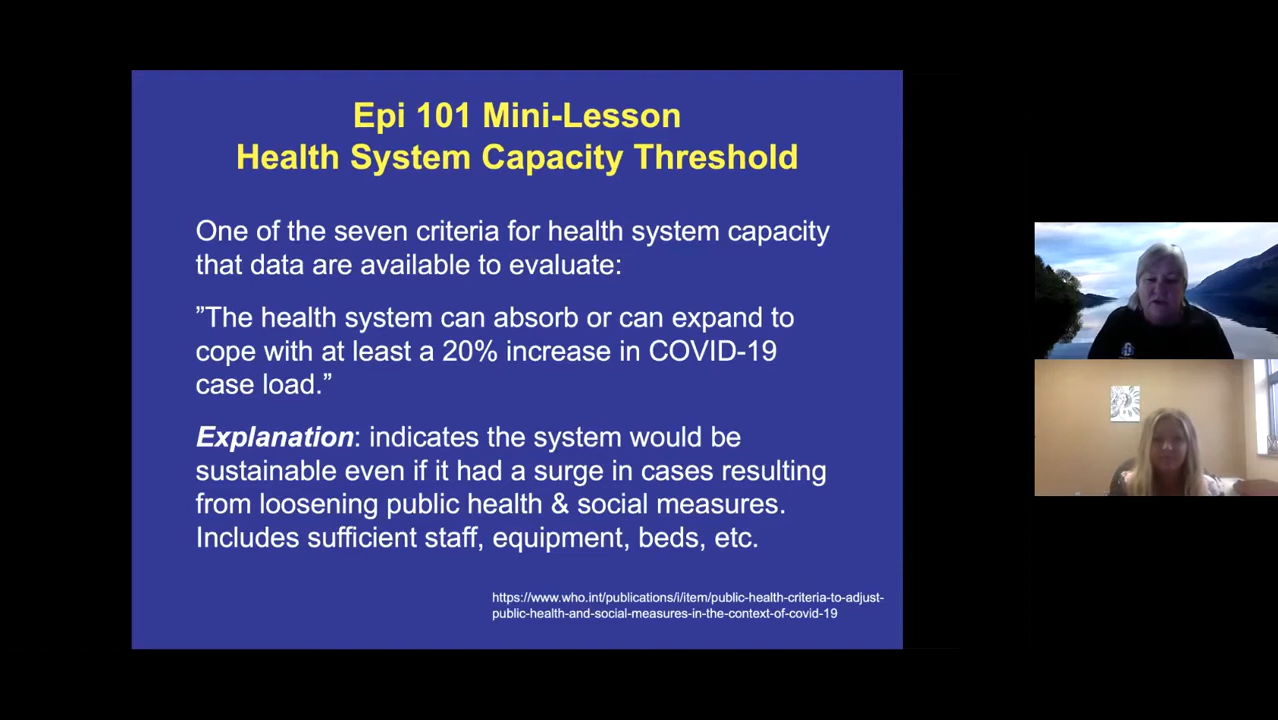 Epi 101 Mini-Lesson
Health System Capacity Threshold
One of the seven criteria for health system capacity
that data are available to evaluate:
”The health system can absorb or can expand to
cope with at least a 20% increase in COVID-19
case load.”
Explanation: indicates the system would be
sustainable even if it had a surge in cases resulting
from loosening public health & social measures.
Includes sufficient staff, equipment, beds, etc.
https://www.who.int/publications/i/item/public-health-criteria-to-adjust-
public-health-and-social-measures-in-the-context-of-covid-19